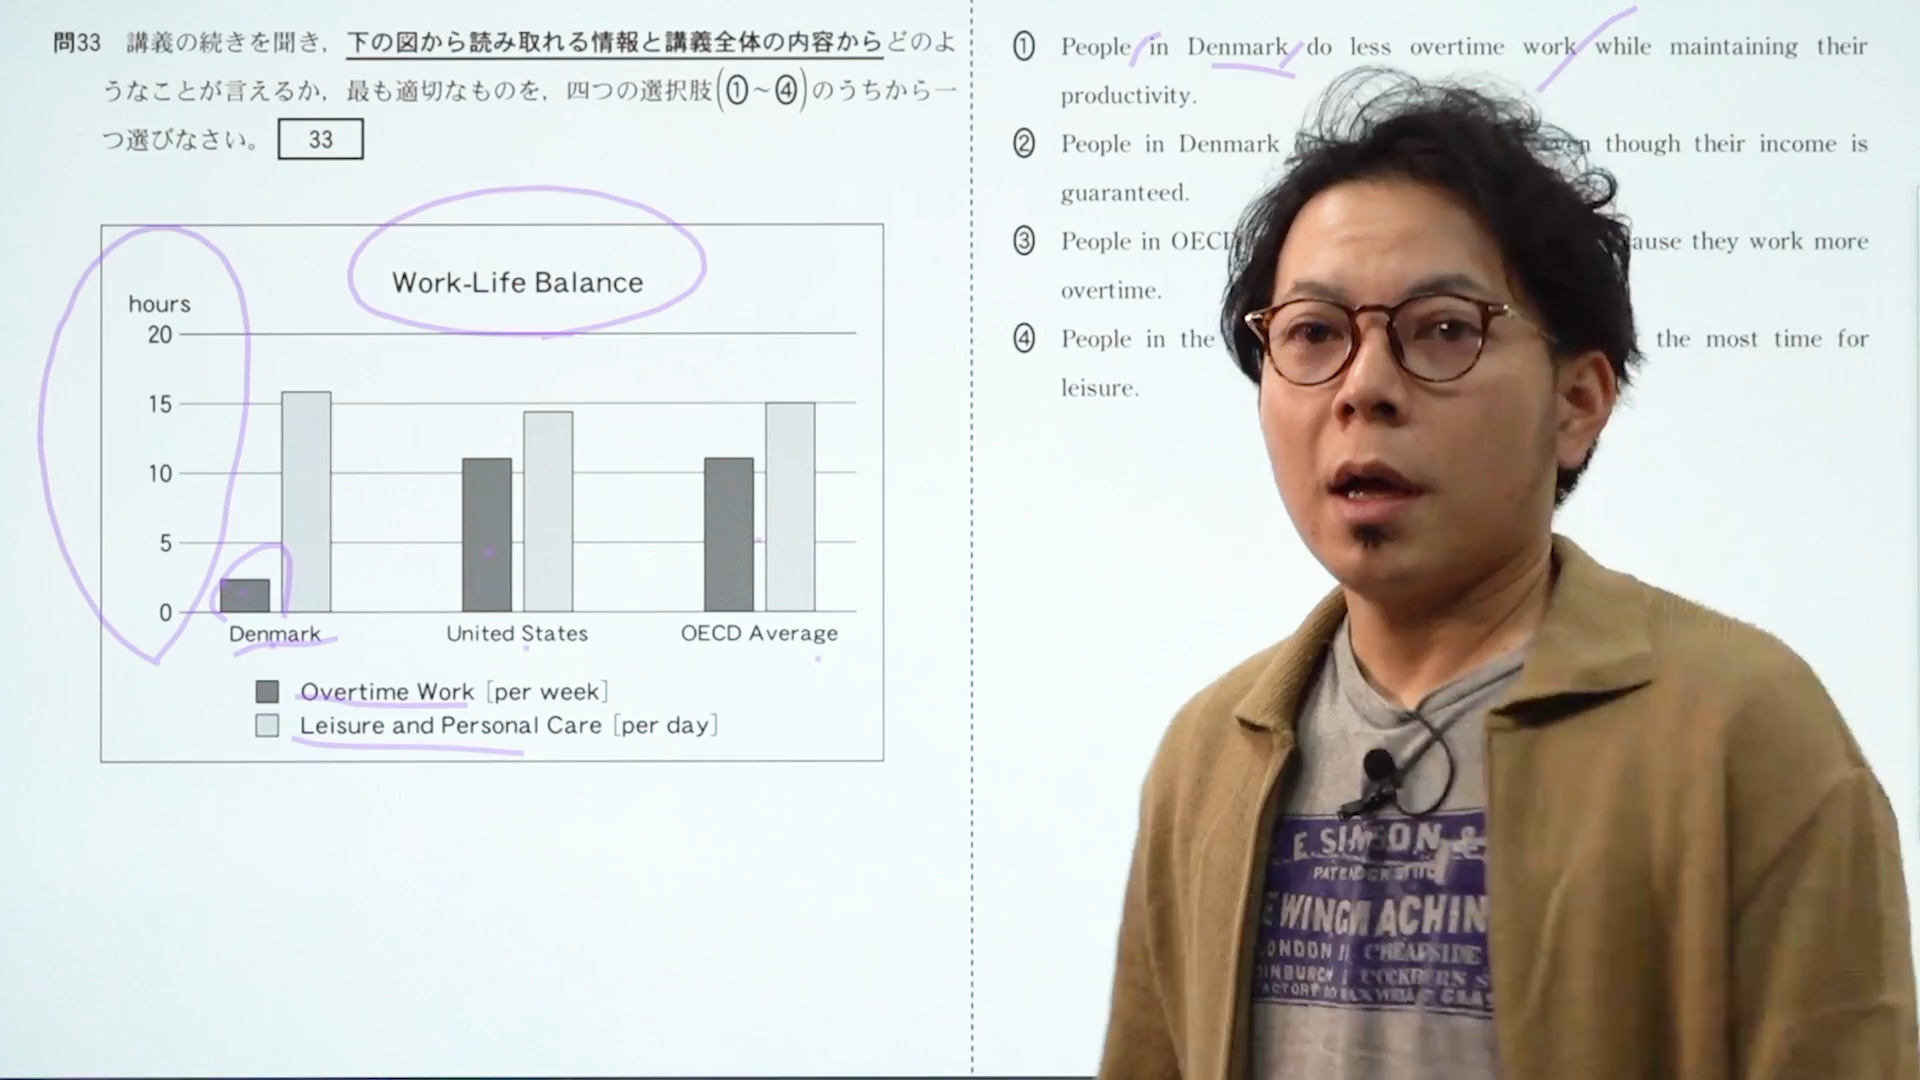 問33 講義の続きを聞き，下の図から読み取れる情報と講義全体の内容からどのよ
うなことが言えるか，最も適切なものを，四つの選択肢(①～④)のうちから一
つ選びなさい。 33
Work-Life Balance
hours
20
15
10
5
0
Denmark United States OECD Average
Overtime Work [per week]
Leisure and Personal Care [per day]
① People in Denmark do less overtime work while maintaining their
productivity.
② People in Denmark though their income is
guaranteed.
③ People in OECD they work more
overtime.
④ People in the the most time for
leisure.
E. SIMSON &
LONDON